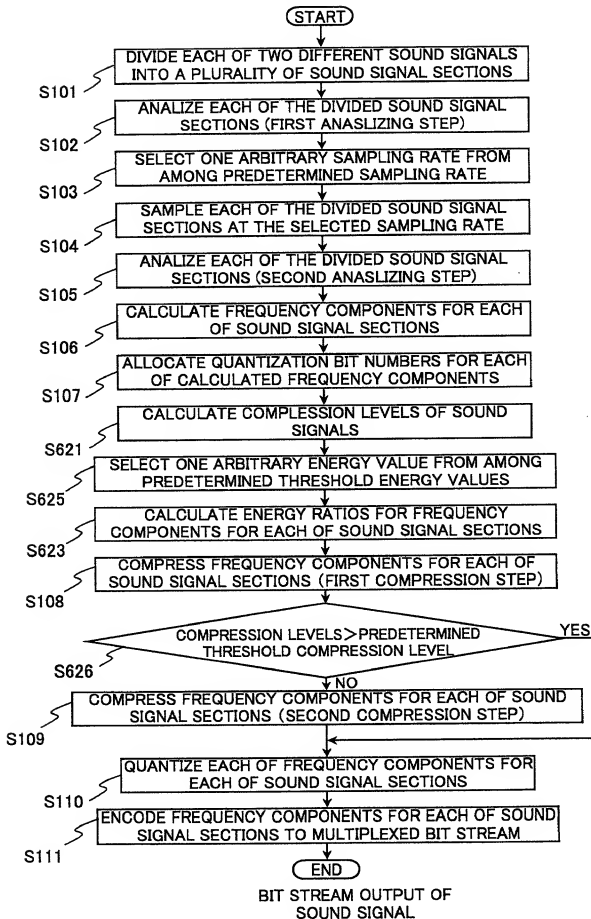 START
DIVIDE EACH OF TWO DIFFERENT SOUND SIGNALS
INTO A PLURALITY OF SOUND SIGNAL SECTIONS
S101
ANALIZE EACH OF THE DIVIDED SOUND SIGNAL
SECTIONS (FIRST ANASLIZING STEP)
S102
SELECT ONE ARBITRARY SAMPLING RATE FROM
AMONG PREDETERMINED SAMPLING RATE
S103
SAMPLE EACH OF THE DIVIDED SOUND SIGNAL
SECTIONS AT THE SELECTED SAMPLING RATE
S104
ANALIZE EACH OF THE DIVIDED SOUND SIGNAL
SECTIONS (SECOND ANASLIZING STEP)
S105
CALCULATE FREQUENCY COMPONENTS FOR EACH
OF SOUND SIGNAL SECTIONS
S106
ALLOCATE QUANTIZATION BIT NUMBERS FOR EACH
OF CALCULATED FREQUENCY COMPONENTS
S107
CALCULATE COMPLESSION LEVELS OF SOUND
SIGNALS
S621
SELECT ONE ARBITRARY ENERGY VALUE FROM AMONG
PREDETERMINED THRESHOLD ENERGY VALUES
S625
CALCULATE ENERGY RATIOS FOR FREQUENCY
COMPONENTS FOR EACH OF SOUND SIGNAL SECTIONS
S623
COMPRESS FREQUENCY COMPONENTS FOR EACH OF
SOUND SIGNAL SECTIONS (FIRST COMPRESSION STEP)
S108
COMPRESSION LEVELS>PREDETERMINED
THRESHOLD COMPRESSION LEVEL
YES
S626
NO
COMPRESS FREQUENCY COMPONENTS FOR EACH OF SOUND
SIGNAL SECTIONS (SECOND COMPRESSION STEP)
S109
QUANTIZE EACH OF FREQUENCY COMPONENTS FOR
EACH OF SOUND SIGNAL SECTIONS
S110
ENCODE FREQUENCY COMPONENTS FOR EACH OF SOUND
SIGNAL SECTIONS TO MULTIPLEXED BIT STREAM
S111
END
BIT STREAM OUTPUT OF
SOUND SIGNAL